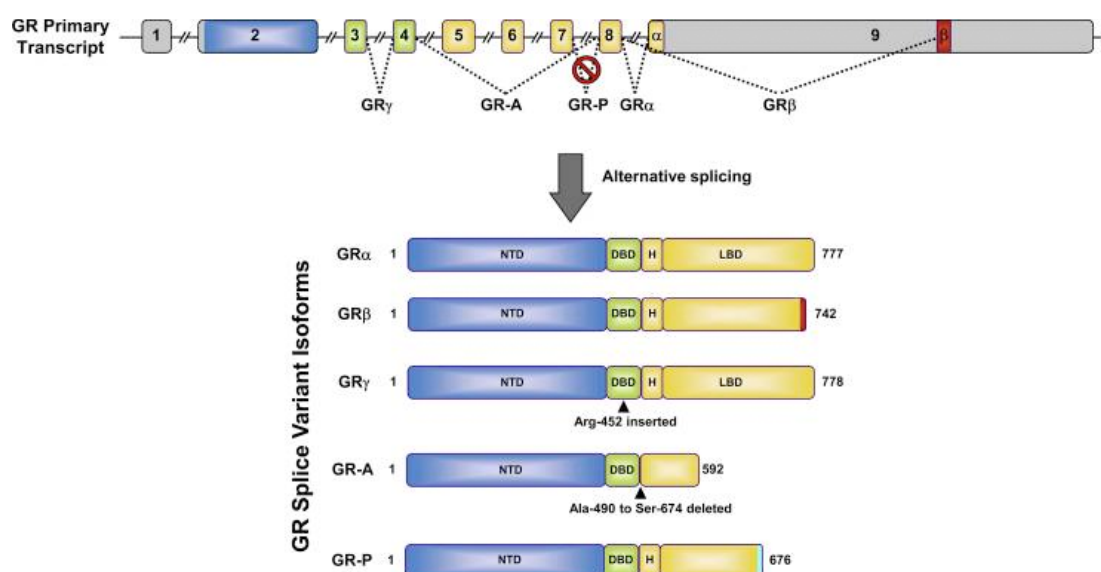 GR Primary
Transcript
1 2 3 4 5 6 7 8 α 9 β
GRγ GR-A GR-P GRα GRβ
Alternative splicing
GR Splice Variant Isoforms
GRα 1 NTD DBD H LBD 777
GRβ 1 NTD DBD H 742
GRγ 1 NTD DBD H LBD 778
Arg-452 inserted
GR-A 1 NTD DBD 592
Ala-490 to Ser-674 deleted
GR-P 1 NTD DBD H 676